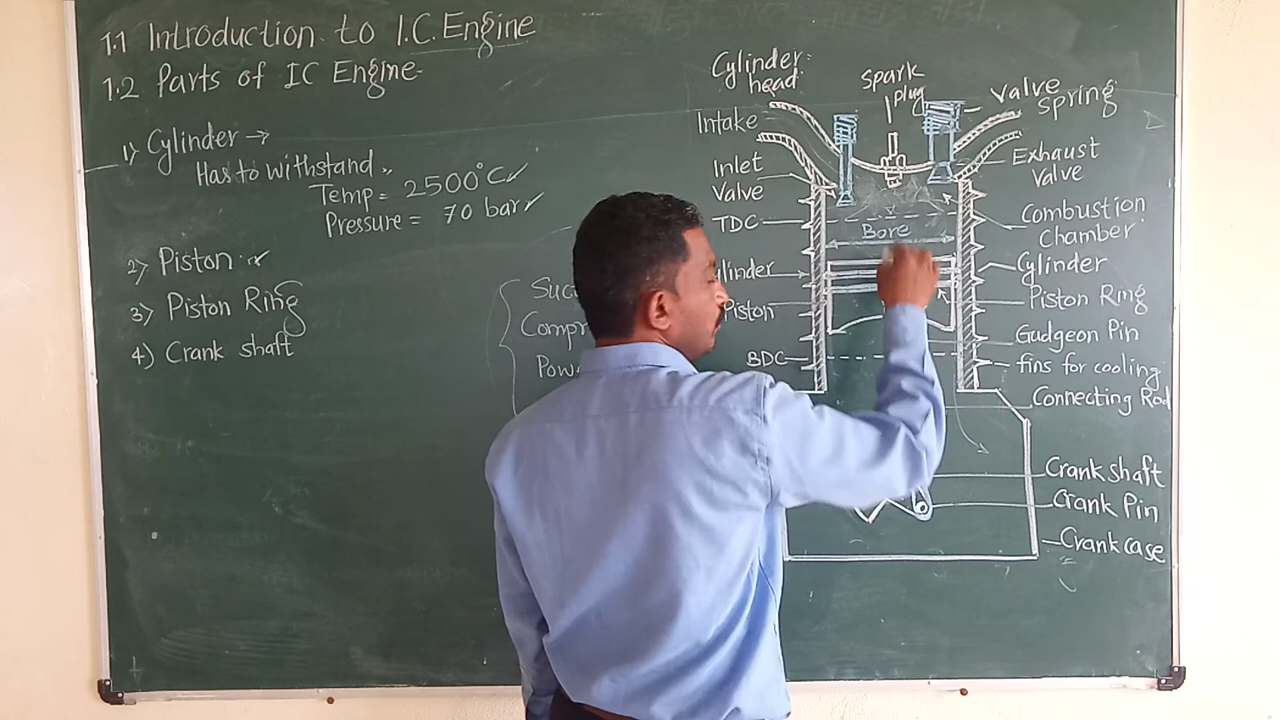 1.1 Introduction to I.C. Engine
1.2 Parts of IC Engine
1) Cylinder →
Has to withstand,
Temp = 2500°C ✓
Pressure = 70 bar ✓
2) Piston
3) Piston Ring
4) Crank shaft
Cylinder head
Intake
Inlet Valve
TDC
Piston
BDC
Spark plug
Bore
Valve Spring
Exhaust Valve
Combustion Chamber
Cylinder
Piston Ring
Gudgeon Pin
fins for cooling
Connecting Rod
Crank shaft
Crank Pin
Crank case